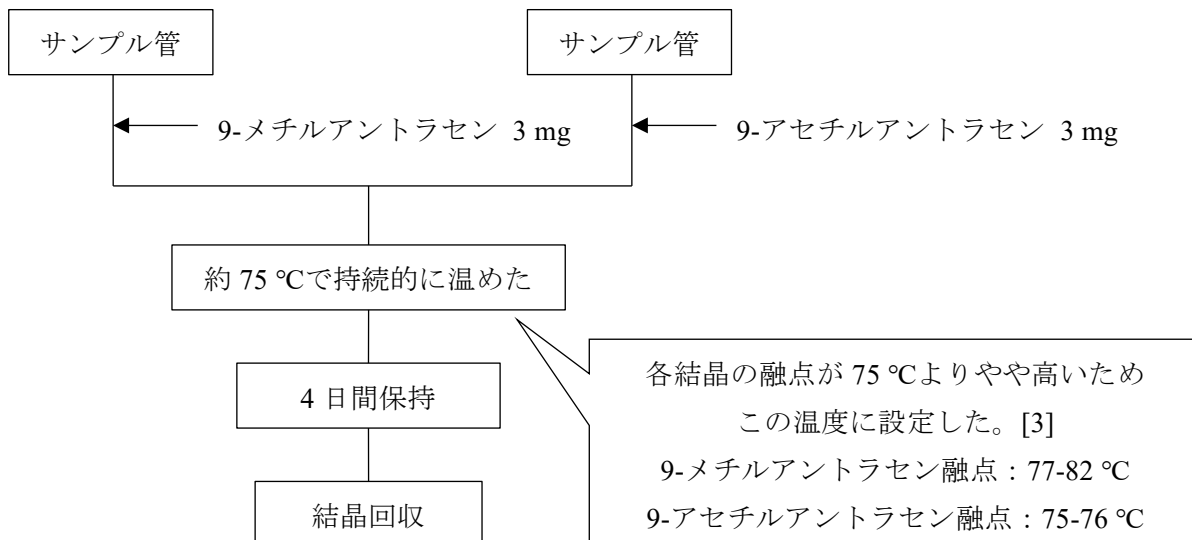 サンプル管
サンプル管
9-メチルアントラセン 3 mg
9-アセチルアントラセン 3 mg
約 75 ℃で持続的に温めた
4 日間保持
結晶回収
各結晶の融点が 75 ℃よりやや高いため
この温度に設定した。[3]
9-メチルアントラセン融点：77-82 ℃
9-アセチルアントラセン融点：75-76 ℃